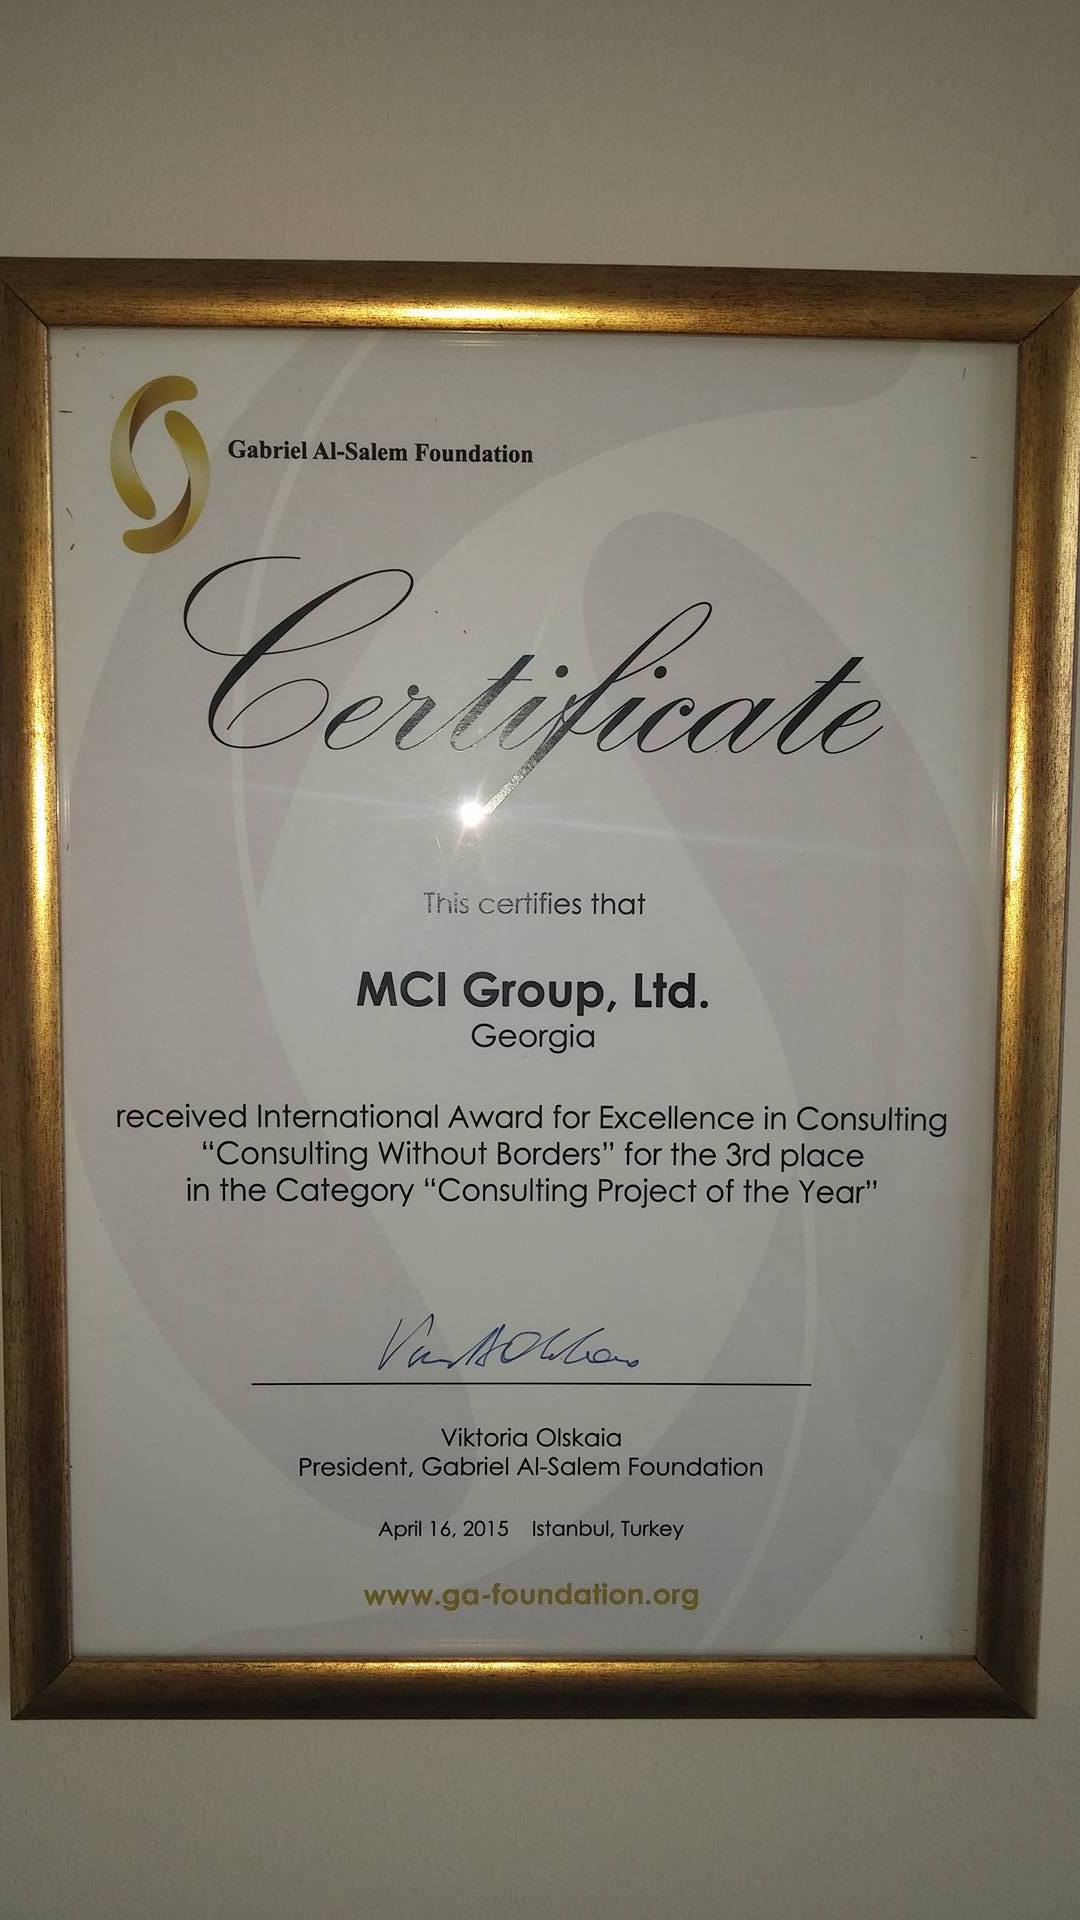 Gabriel Al-Salem Foundation
Certificate
This certifies that
MCI Group, Ltd.
Georgia
received International Award for Excellence in Consulting
“Consulting Without Borders” for the 3rd place
in the Category “Consulting Project of the Year”
Viktoria Olskaia
President, Gabriel Al-Salem Foundation
April 16, 2015 Istanbul, Turkey
www.ga-foundation.org